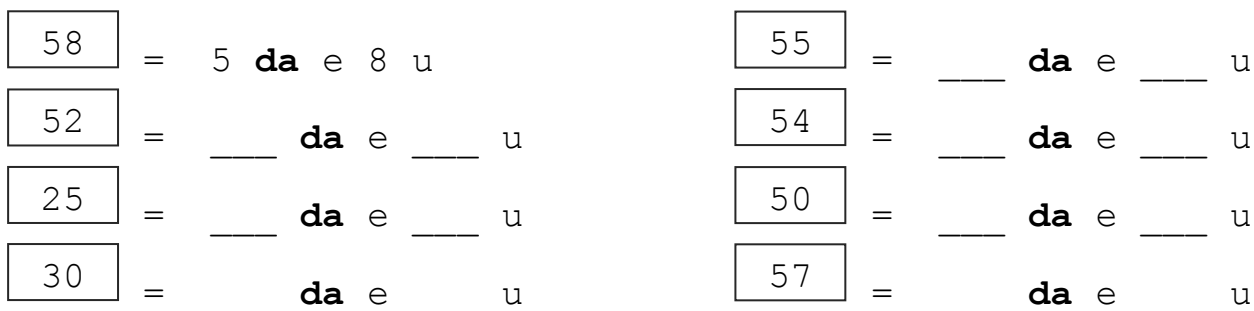 58 = 5 da e 8 u 55 = ___ da e ___ u
52 = ___ da e ___ u 54 = ___ da e ___ u
25 = ___ da e ___ u 50 = ___ da e ___ u
30 = da e u 57 = da e u